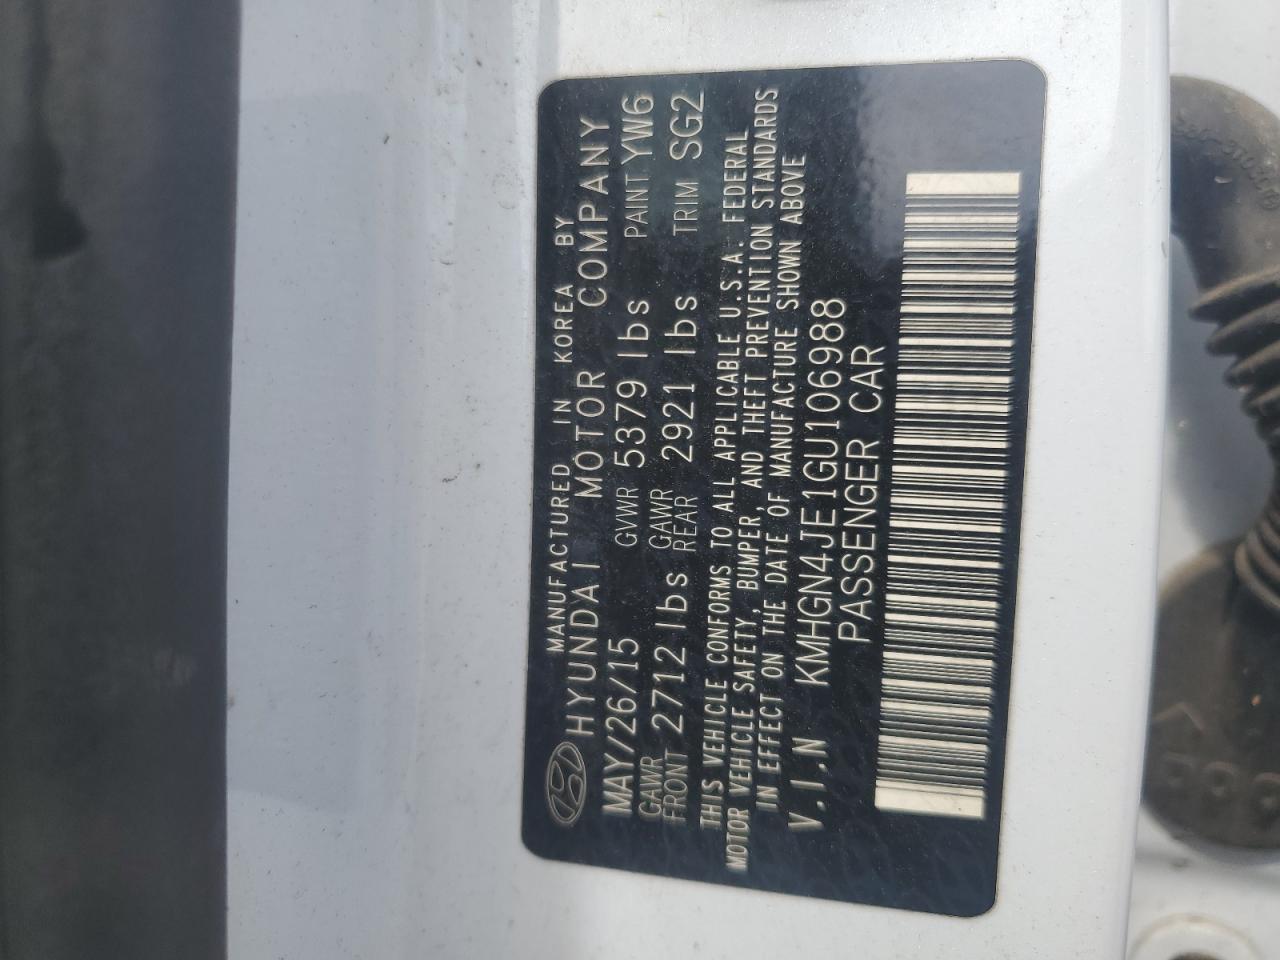 MANUFACTURED IN KOREA BY
HYUNDAI MOTOR COMPANY
MAY/26/15 GVWR 5379 lbs PAINT YW6
GAWR FRONT 2712 lbs GAWR REAR 2921 lbs TRIM SG2
THIS VEHICLE CONFORMS TO ALL APPLICABLE U.S.A. FEDERAL
MOTOR VEHICLE SAFETY, BUMPER, AND THEFT PREVENTION STANDARDS
IN EFFECT ON THE DATE OF MANUFACTURE SHOWN ABOVE
V.I.N KMHGN4JE1GU106988
PASSENGER CAR